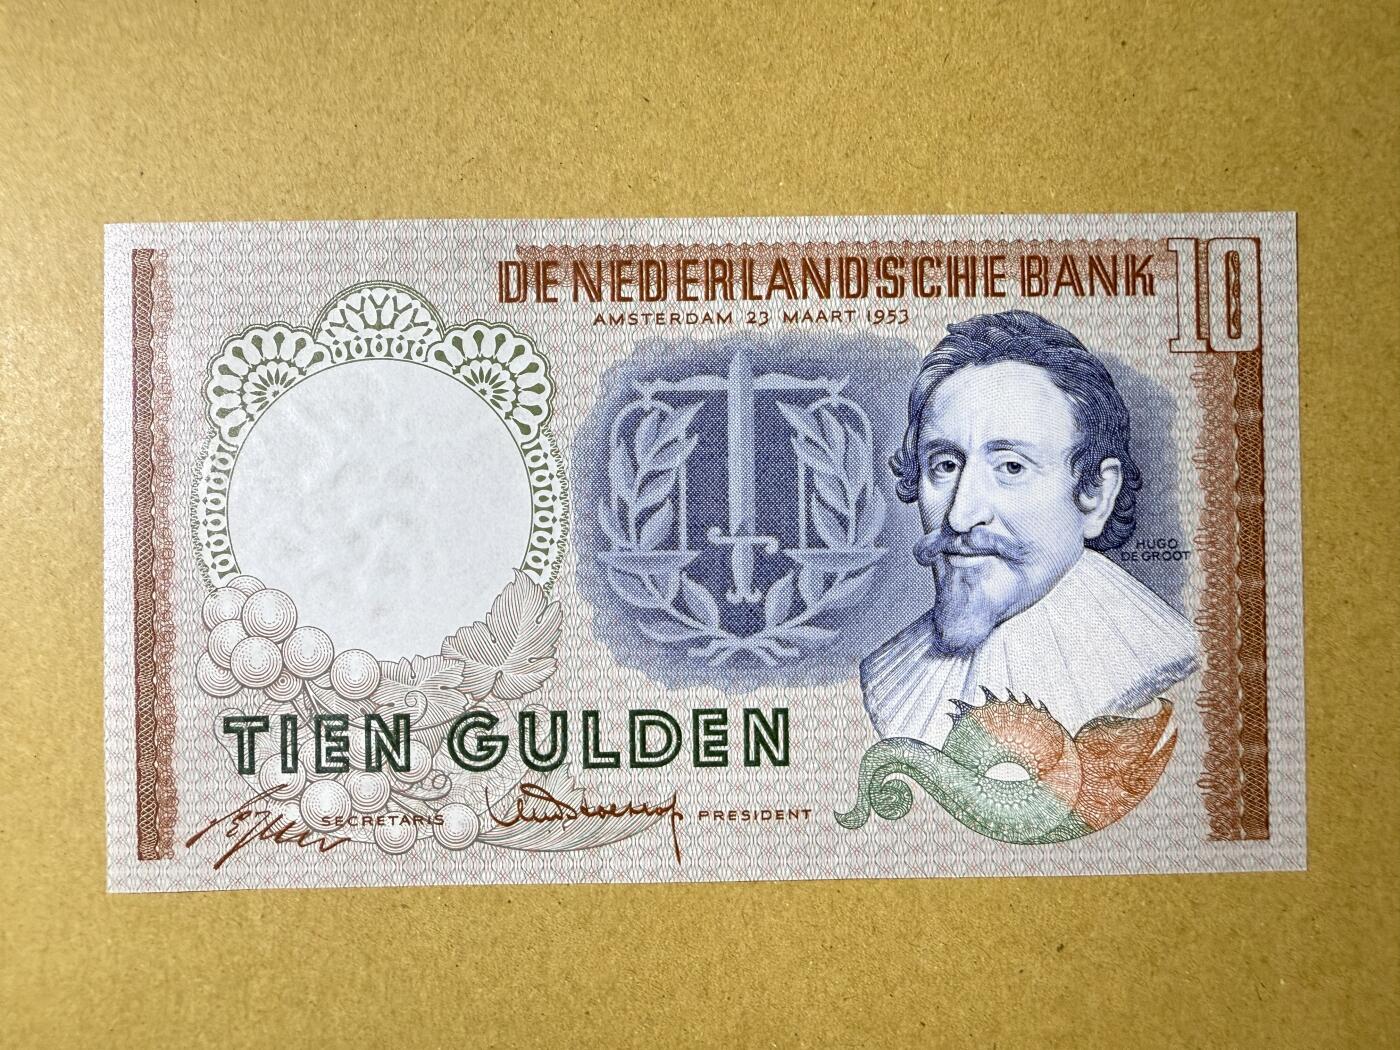 DE NEDERLANDSCHE BANK
10
AMSTERDAM 23 MAART 1953
HUGO
DE GROOT
TIEN GULDEN
SECRETARIS
PRESIDENT